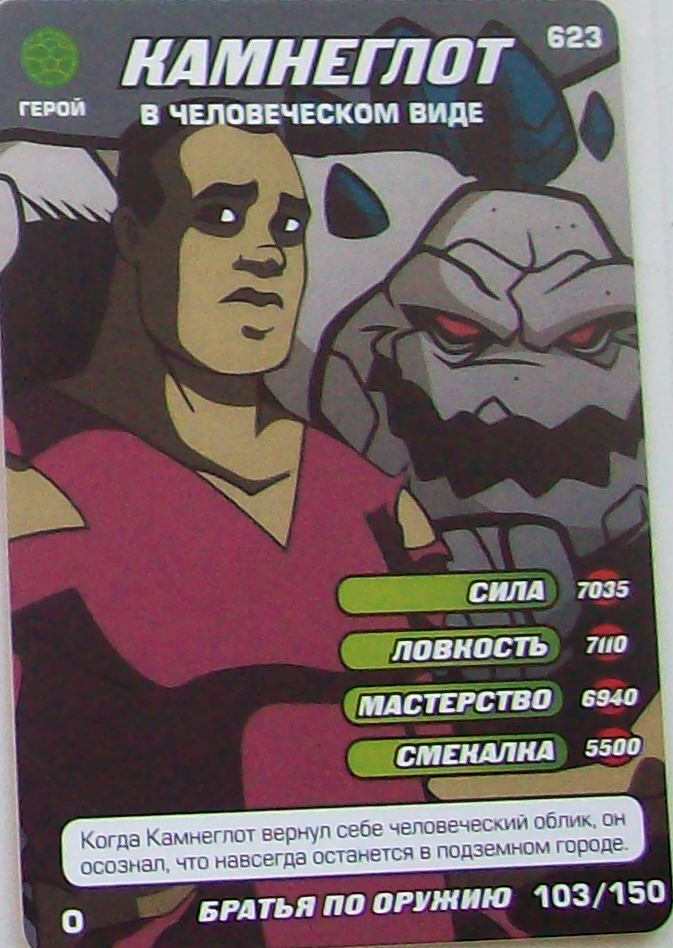 623
КАМНЕГЛОТ
ГЕРОЙ
В ЧЕЛОВЕЧЕСКОМ ВИДЕ
СИЛА 7035
ЛОВКОСТЬ 7110
МАСТЕРСТВО 6940
СМЕКАЛКА 5500
Когда Камнеглот вернул себе человеческий облик, он
осознал, что навсегда останется в подземном городе.
О БРАТЬЯ ПО ОРУЖИЮ 103/150